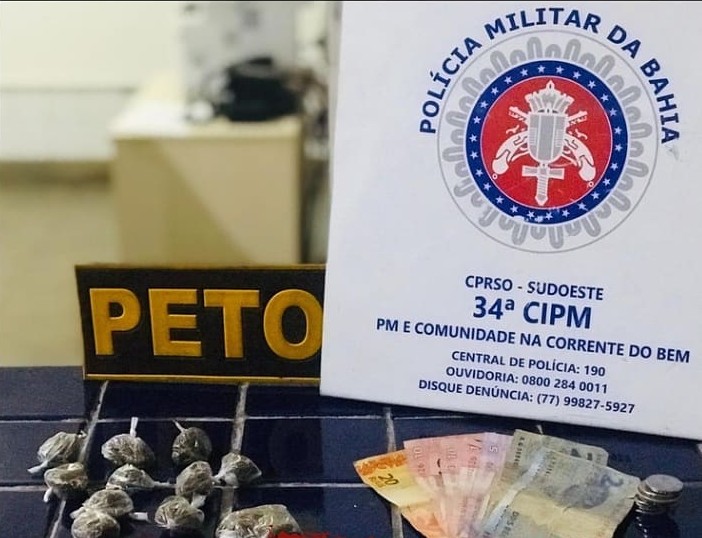 POLÍCIA MILITAR DA BAHIA
CPRSO - SUDOESTE
34ª CIPM
PM E COMUNIDADE NA CORRENTE DO BEM
CENTRAL DE POLÍCIA: 190
OUVIDORIA: 0800 284 0011
DISQUE DENÚNCIA: (77) 99827-5927
PETO